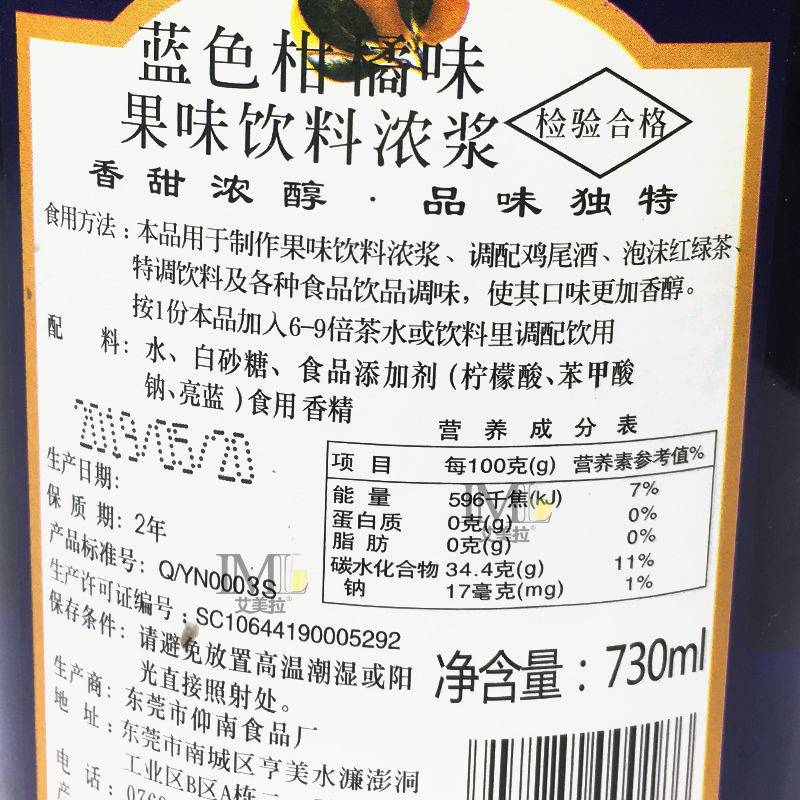 蓝色柑橘味
果味饮料浓浆
检验合格
香甜浓醇·品味独特
食用方法:本品用于制作果味饮料浓浆、调配鸡尾酒、泡沫红绿茶、
特调饮料及各种食品饮品调味,使其口味更加香醇。
按1份本品加入6-9倍茶水或饮料里调配饮用
配料:水、白砂糖、食品添加剂(柠檬酸、苯甲酸
钠、亮蓝)食用香精
2019/05/20
营养成分表
项目 每100克(g) 营养素参考值%
能量 596千焦(kJ) 7%
蛋白质 0克(g) 0%
脂肪 0克(g) 0%
碳水化合物 34.4克(g) 11%
钠 17毫克(mg) 1%
生产日期:
保质期:2年
产品标准号:Q/YN0003S
生产许可证编号:SC10644190005292
保存条件:请避免放置高温潮湿或阳
光直接照射处。
净含量:730ml
生产商:东莞市仰南食品厂
地址:东莞市南城区亨美水濂澎洞
工业区B区A栋二
电话:0769
产
IML
艾美拉®
IML
艾美拉®